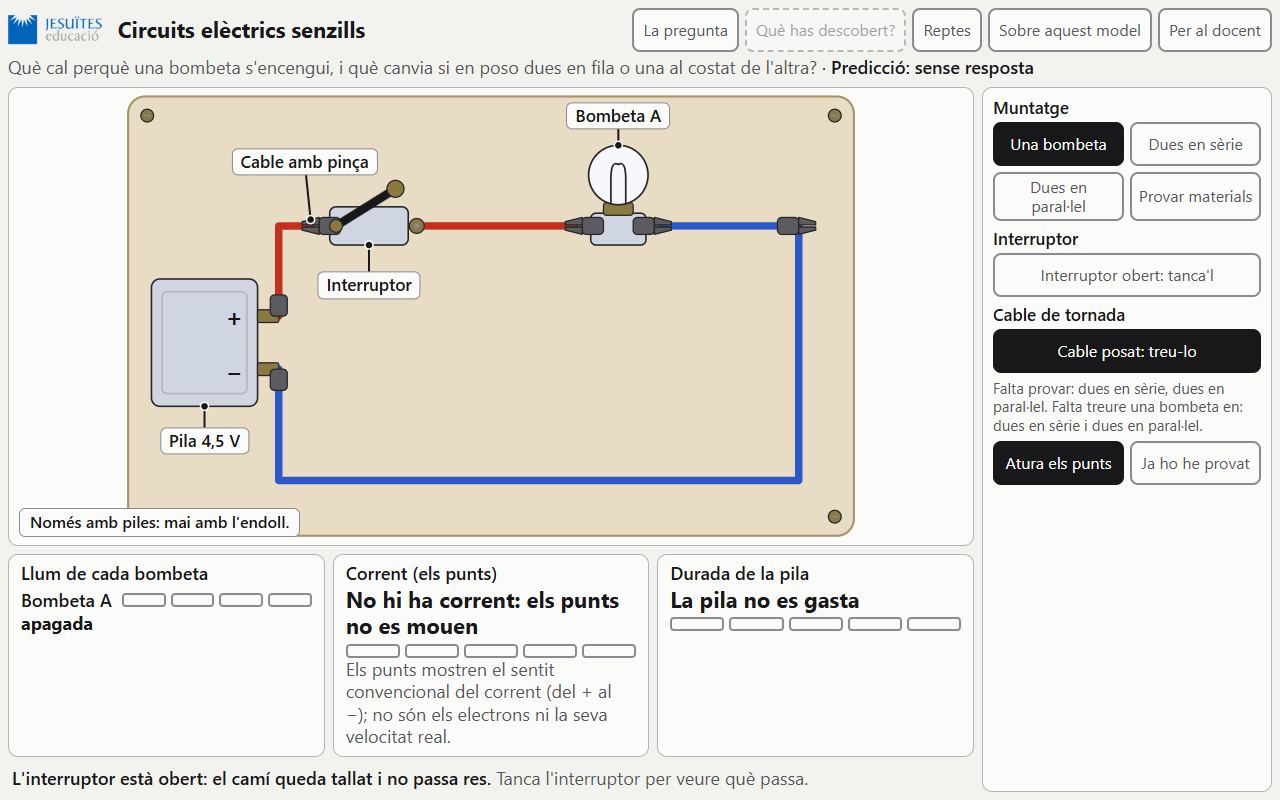 JESUÏTES
educació
Circuits elèctrics senzills
La pregunta
Què has descobert?
Reptes
Sobre aquest model
Per al docent
Què cal perquè una bombeta s'encengui, i què canvia si en poso dues en fila o una al costat de l'altra? · Predicció: sense resposta
Bombeta A
Cable amb pinça
Interruptor
+
−
Pila 4,5 V
Només amb piles: mai amb l'endoll.
Muntatge
Una bombeta
Dues en sèrie
Dues en
paral·lel
Provar materials
Interruptor
Interruptor obert: tanca'l
Cable de tornada
Cable posat: treu-lo
Falta provar: dues en sèrie, dues en
paral·lel. Falta treure una bombeta en:
dues en sèrie i dues en paral·lel.
Atura els punts
Ja ho he provat
Llum de cada bombeta
Bombeta A
apagada
Corrent (els punts)
No hi ha corrent: els punts
no es mouen
Els punts mostren el sentit
convencional del corrent (del + al
−); no són els electrons ni la seva
velocitat real.
Durada de la pila
La pila no es gasta
L'interruptor està obert: el camí queda tallat i no passa res. Tanca l'interruptor per veure què passa.